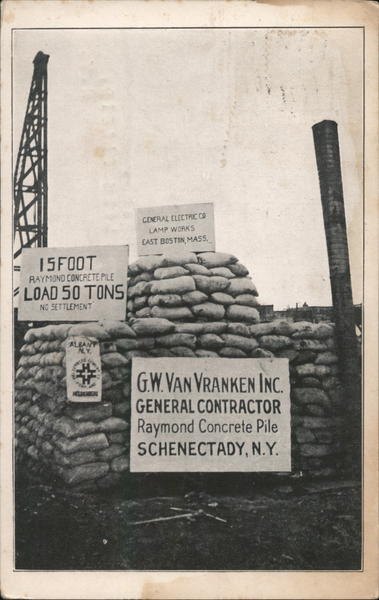 GENERAL ELECTRIC CO
LAMP WORKS
EAST BOSTON, MASS.
15 FOOT
RAYMOND CONCRETE PILE
LOAD 50 TONS
NO SETTLEMENT
ALBANY
N.Y.
HELDERBERG
G.W. VAN VRANKEN INC.
GENERAL CONTRACTOR
Raymond Concrete Pile
SCHENECTADY, N.Y.